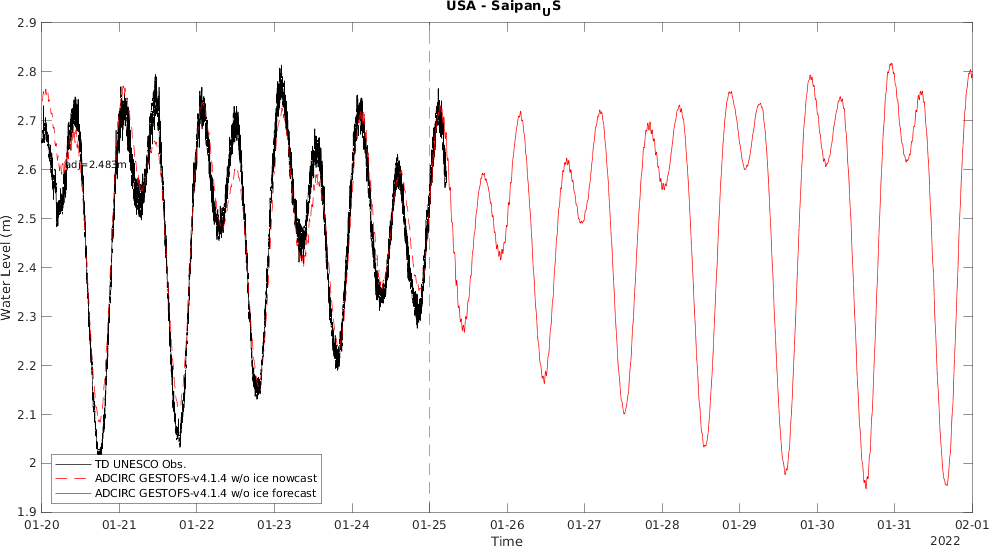 USA - Saipan_US
2.9
2.8
2.7
2.6
2.5
2.4
2.3
2.2
2.1
2
1.9
Water Level (m)
adj=2.483m
TD UNESCO Obs.
ADCIRC GESTOFS-v4.1.4 w/o ice nowcast
ADCIRC GESTOFS-v4.1.4 w/o ice forecast
01-20 01-21 01-22 01-23 01-24 01-25 01-26 01-27 01-28 01-29 01-30 01-31 02-01
Time
2022